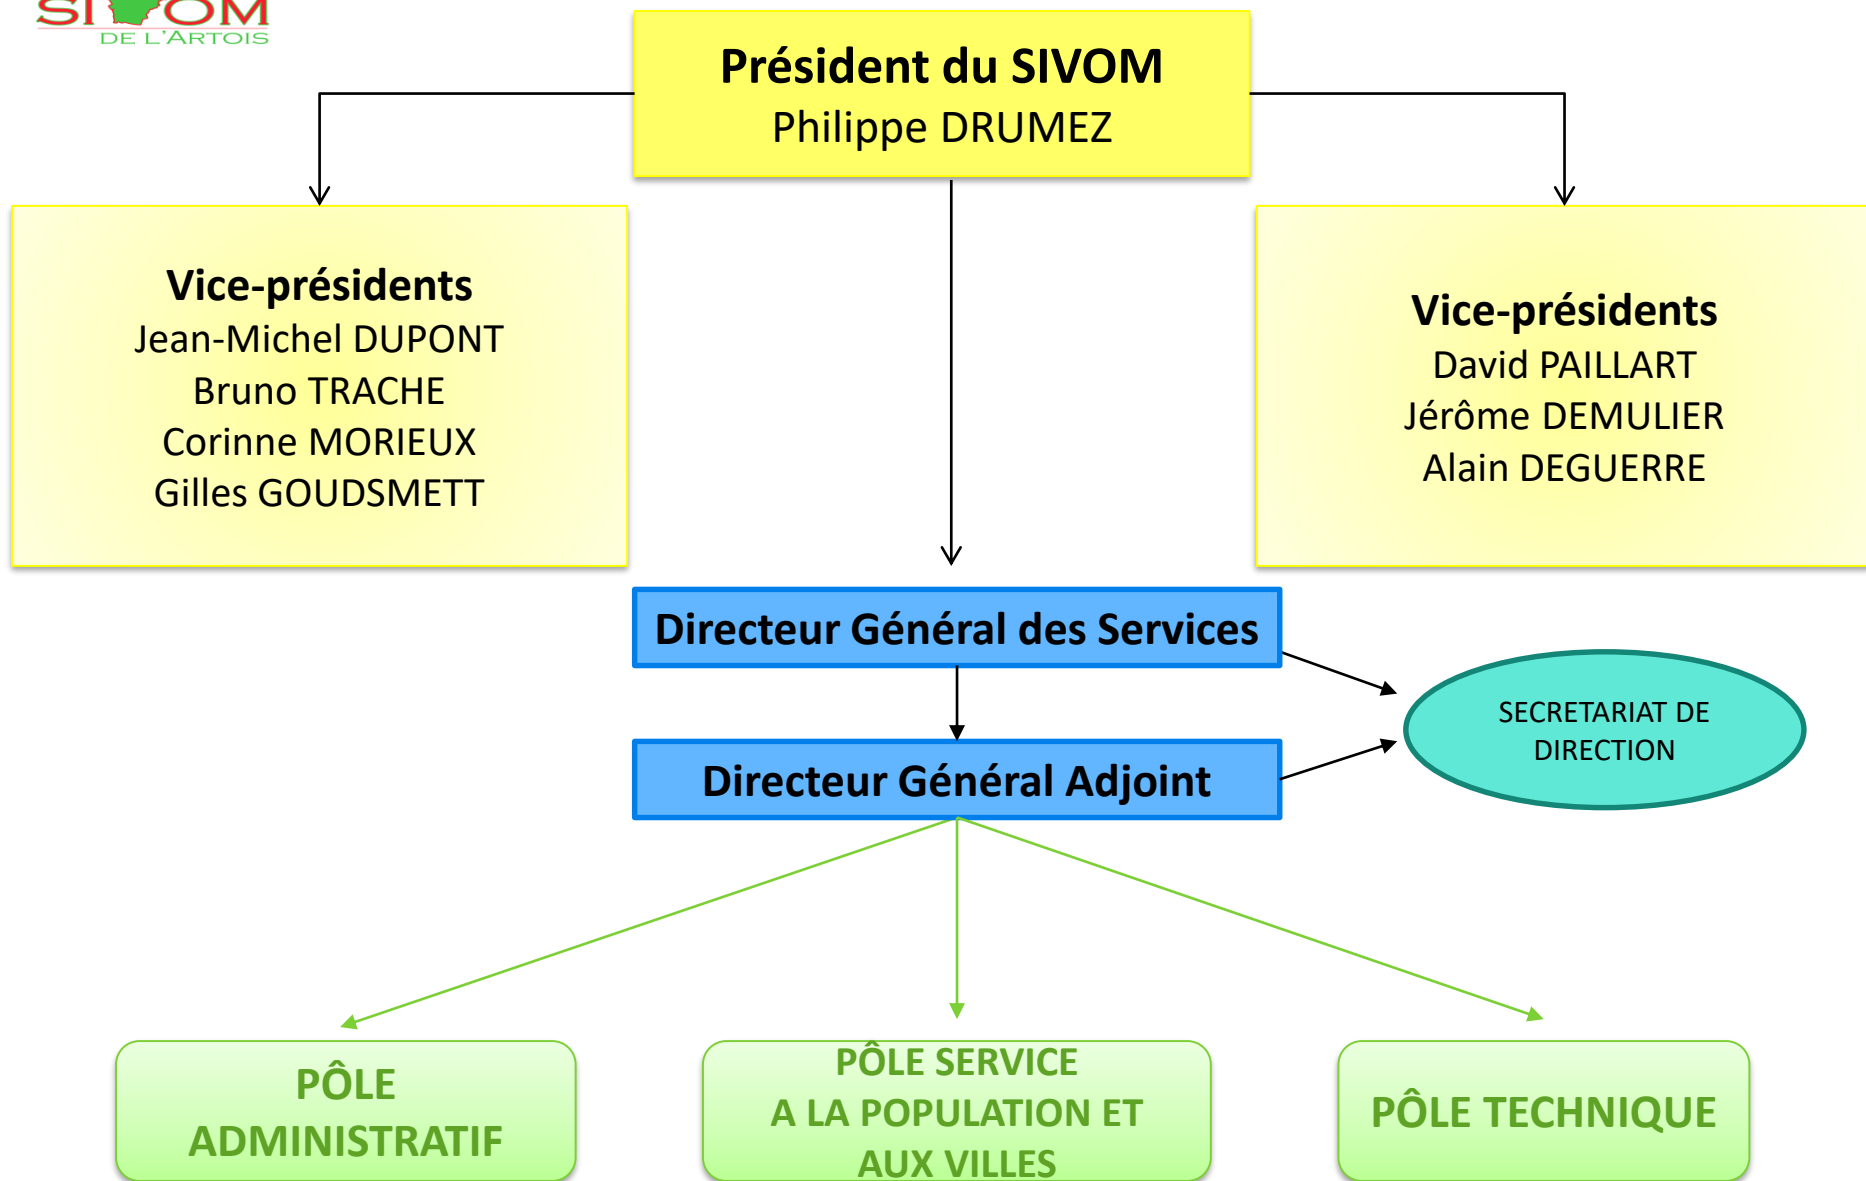 SIVOM
DE L'ARTOIS
Président du SIVOM
Philippe DRUMEZ
Vice-présidents
Jean-Michel DUPONT
Bruno TRACHE
Corinne MORIEUX
Gilles GOUDSMETT
Vice-présidents
David PAILLART
Jérôme DEMULIER
Alain DEGUERRE
Directeur Général des Services
SECRETARIAT DE
DIRECTION
Directeur Général Adjoint
PÔLE
ADMINISTRATIF
PÔLE SERVICE
A LA POPULATION ET
AUX VILLES
PÔLE TECHNIQUE